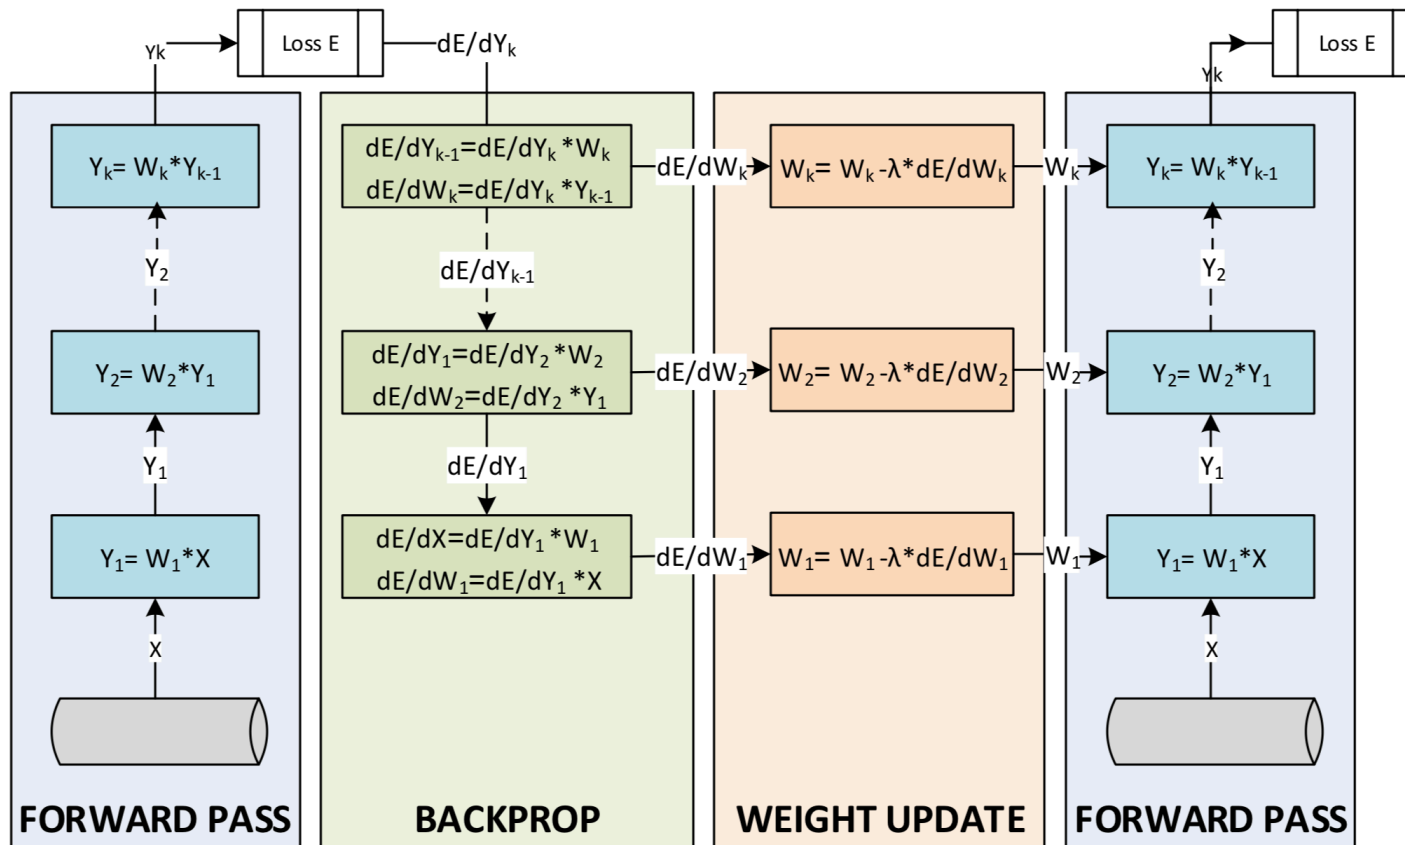 Yk
Loss E
dE/dYₖ
Yk
Loss E
Yₖ= Wₖ*Yₖ₋₁
Y₂
Y₂= W₂*Y₁
Y₁
Y₁= W₁*X
X
FORWARD PASS
dE/dYₖ₋₁=dE/dYₖ*Wₖ
dE/dWₖ=dE/dYₖ*Yₖ₋₁
dE/dYₖ₋₁
dE/dY₁=dE/dY₂*W₂
dE/dW₂=dE/dY₂*Y₁
dE/dY₁
dE/dX=dE/dY₁*W₁
dE/dW₁=dE/dY₁*X
BACKPROP
dE/dWₖ
dE/dW₂
dE/dW₁
Wₖ= Wₖ-λ*dE/dWₖ
W₂= W₂-λ*dE/dW₂
W₁= W₁-λ*dE/dW₁
WEIGHT UPDATE
Wₖ
W₂
W₁
Yₖ= Wₖ*Yₖ₋₁
Y₂
Y₂= W₂*Y₁
Y₁
Y₁= W₁*X
X
FORWARD PASS